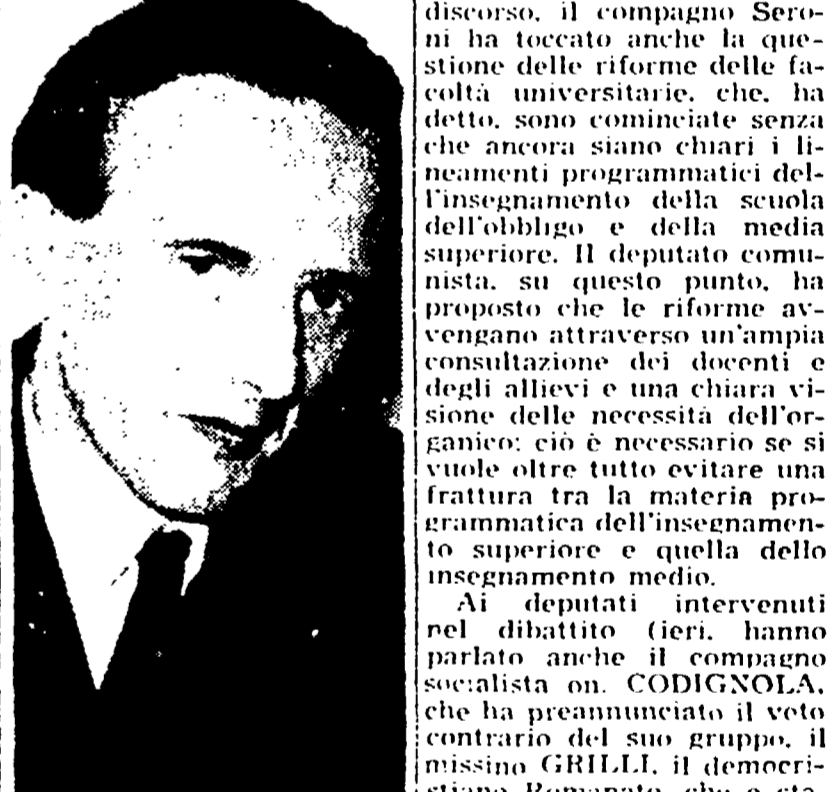 discorso, il compagno Sero-
ni ha toccato anche la que-
stione delle riforme delle fa-
coltà universitarie, che, ha
detto, sono cominciate senza
che ancora siano chiari i li-
neamenti programmatici del-
l'insegnamento della scuola
dell'obbligo e della media
superiore. Il deputato comu-
nista, su questo punto, ha
proposto che le riforme av-
vengano attraverso un'ampia
consultazione dei docenti e
degli allievi e una chiara vi-
sione delle necessità dell'or-
ganico; ciò è necessario se si
vuole oltre tutto evitare una
frattura tra la materia pro-
grammatica dell'insegnamen-
to superiore e quella dello
insegnamento medio.
Ai deputati intervenuti
nel dibattito (ieri, hanno
parlato anche il compagno
socialista on. CODIGNOLA,
che ha preannunciato il voto
contrario del suo gruppo, il
missino GRILLI, il democri-
stiano Romanato, che